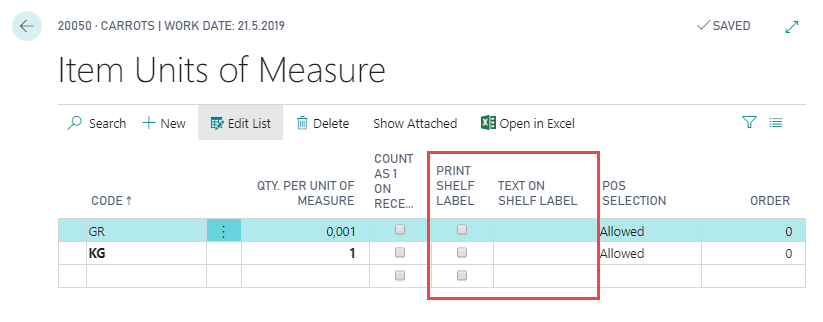 20050 · CARROTS | WORK DATE: 21.5.2019
SAVED
Item Units of Measure
Search New Edit List Delete Show Attached Open in Excel
CODE ↑
QTY. PER UNIT OF
MEASURE
COUNT
AS 1
ON
RECE...
PRINT
SHELF
LABEL
TEXT ON
SHELF LABEL
POS
SELECTION
ORDER
GR 0,001 Allowed 0
KG 1 Allowed 0